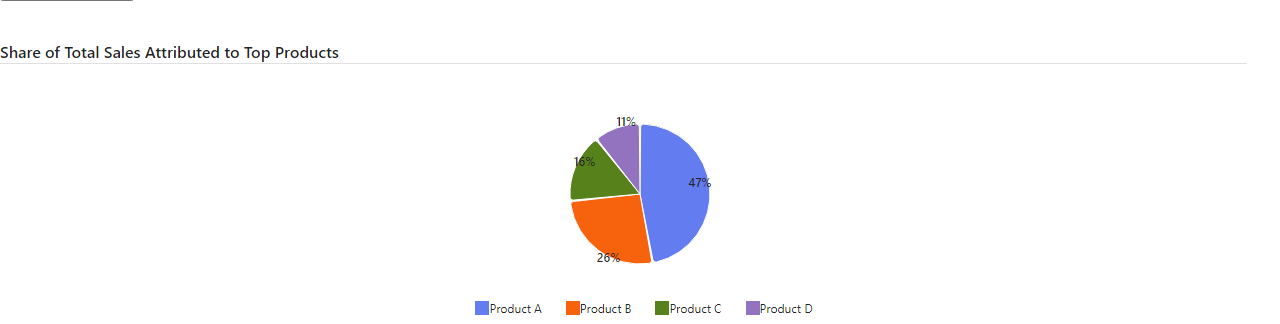 Share of Total Sales Attributed to Top Products
11%
16%
47%
26%
Product A Product B Product C Product D